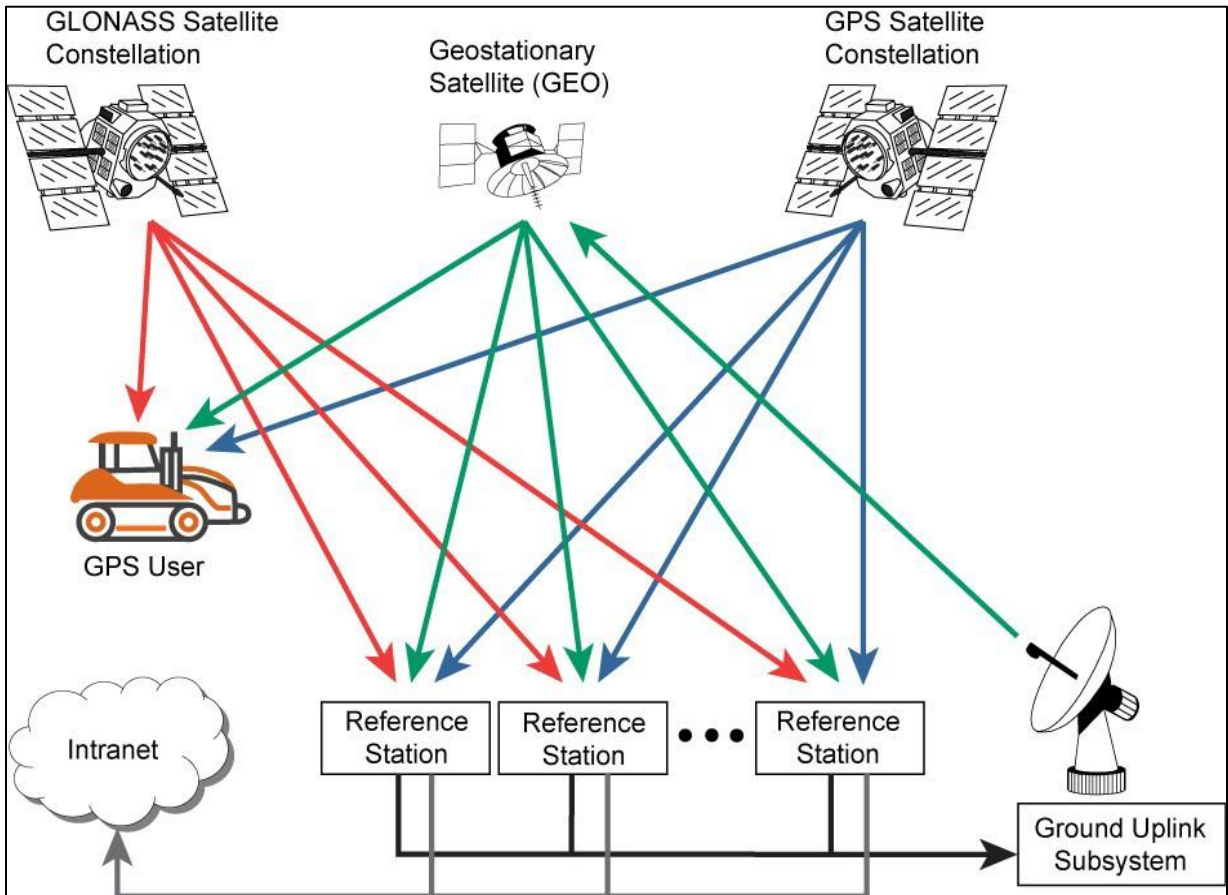 GLONASS Satellite
Constellation
Geostationary
Satellite (GEO)
GPS Satellite
Constellation
GPS User
Intranet
Reference
Station
Reference
Station
Reference
Station
Ground Uplink
Subsystem